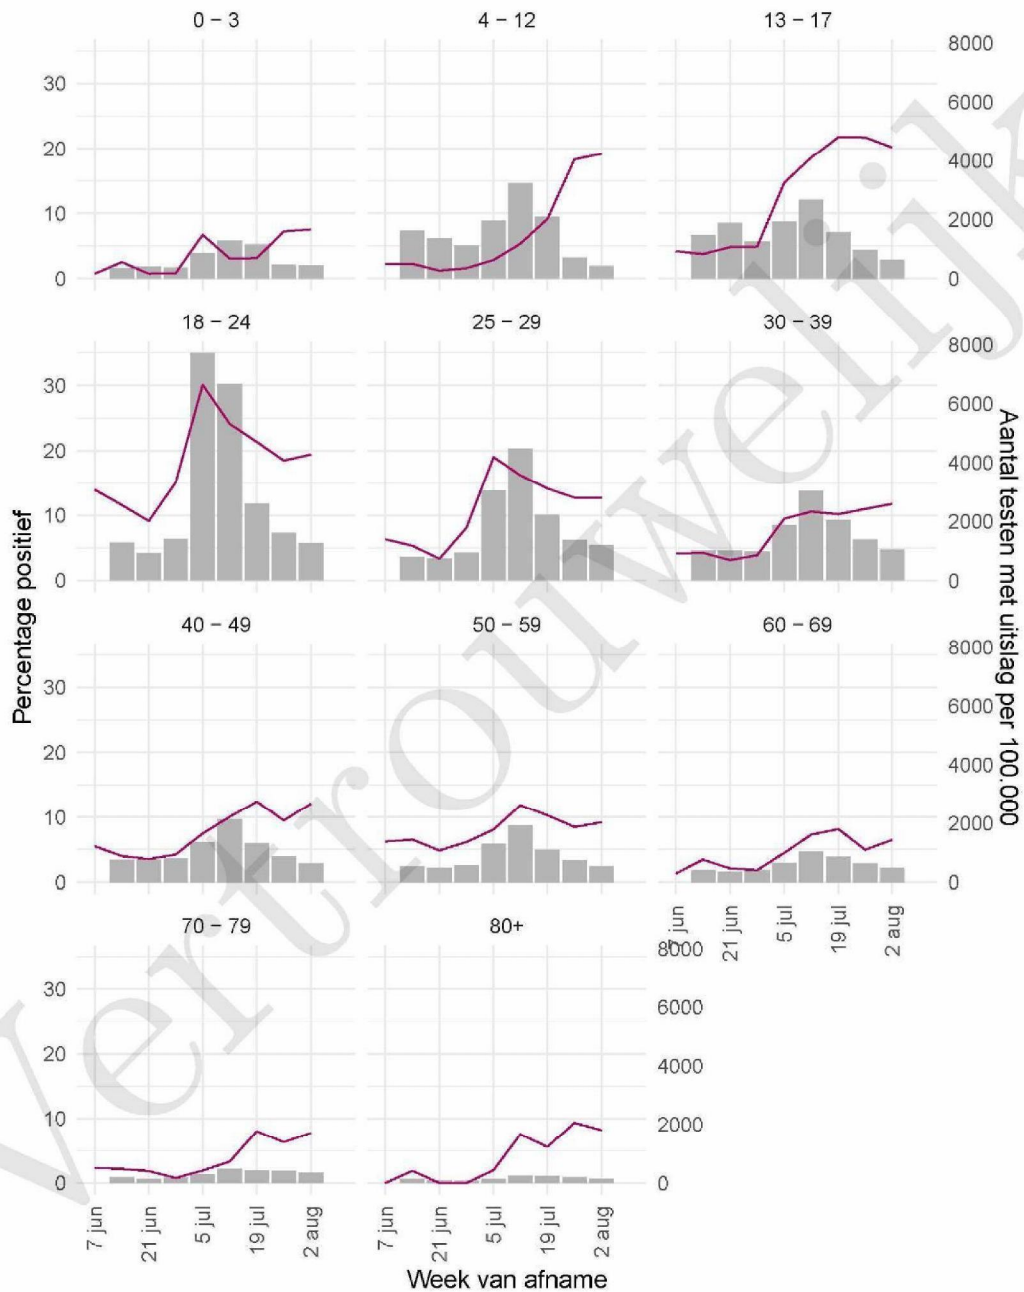 0 – 3
4 – 12
13 – 17
30
20
10
0
8000
6000
4000
2000
0
18 – 24
25 – 29
30 – 39
30
20
10
0
8000
6000
4000
2000
0
Percentage positief
Aantal testen met uitslag per 100.000
40 – 49
50 – 59
60 – 69
30
20
10
0
8000
6000
4000
2000
0
7 jun
21 jun
5 jul
19 jul
2 aug
70 – 79
80+
30
20
10
0
8000
6000
4000
2000
0
7 jun
21 jun
5 jul
19 jul
2 aug
7 jun
21 jun
5 jul
19 jul
2 aug
Week van afname
Vertrouwelijk